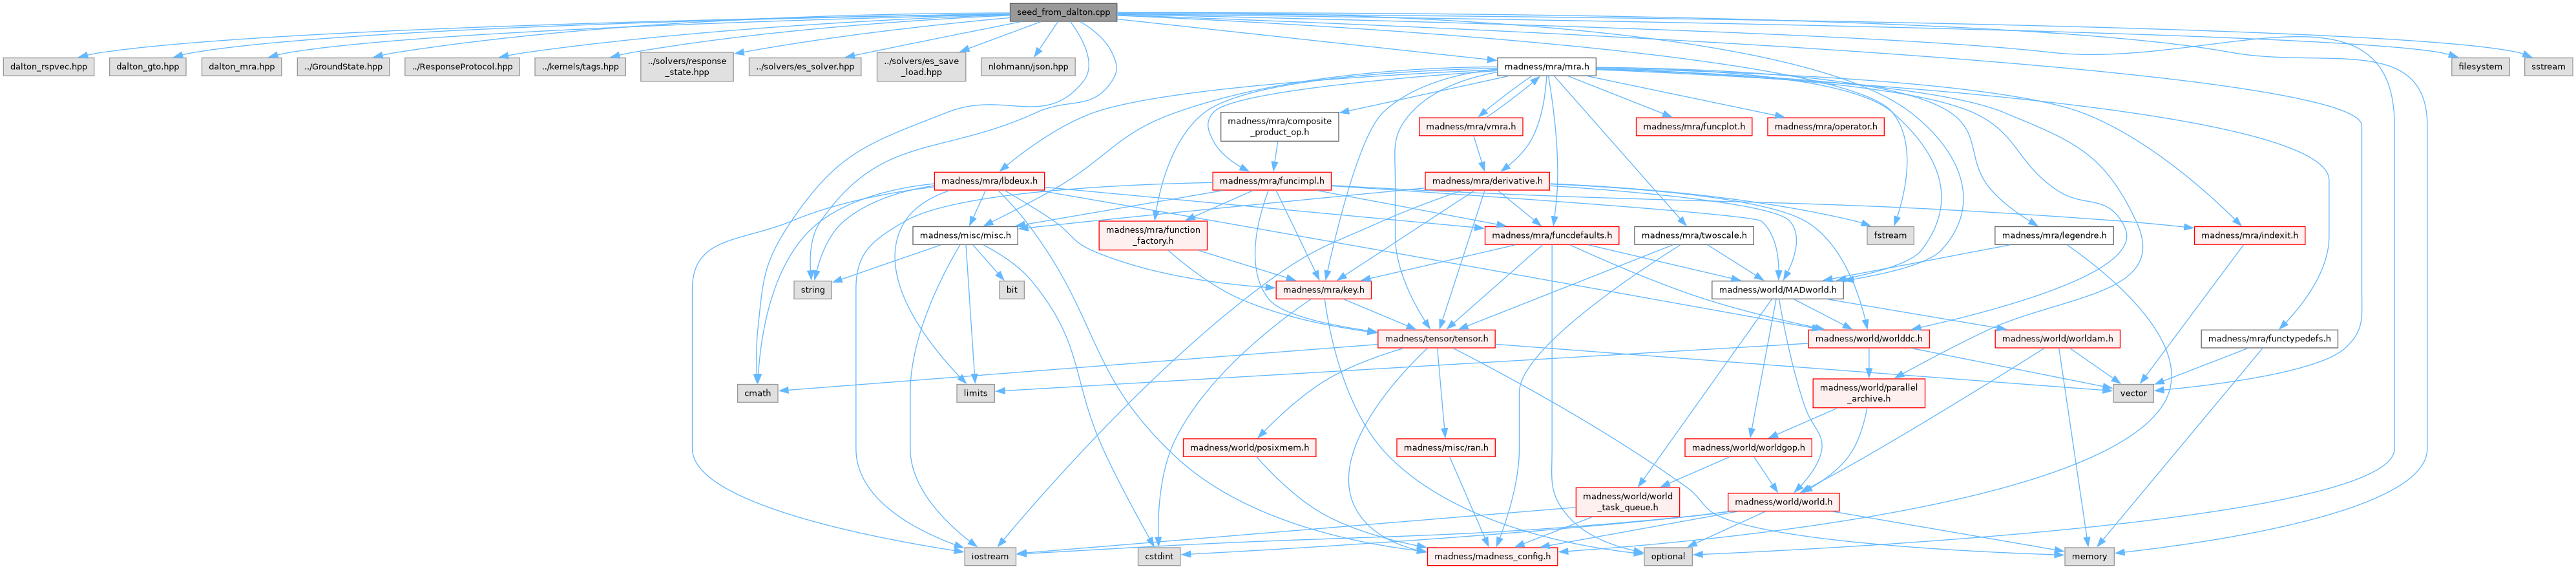 seed_from_dalton.cpp
dalton_rspvec.hpp
dalton_gto.hpp
dalton_mra.hpp
../GroundState.hpp
../ResponseProtocol.hpp
../kernels/tags.hpp
../solvers/response
_state.hpp
../solvers/es_solver.hpp
../solvers/es_save
_load.hpp
nlohmann/json.hpp
madness/mra/mra.h
filesystem
sstream
madness/mra/composite
_product_op.h
madness/mra/vmra.h
madness/mra/funcplot.h
madness/mra/operator.h
madness/mra/lbdeux.h
madness/mra/funcimpl.h
madness/mra/derivative.h
madness/misc/misc.h
madness/mra/function
_factory.h
madness/mra/funcdefaults.h
madness/mra/twoscale.h
fstream
madness/mra/legendre.h
madness/mra/indexit.h
string
bit
madness/mra/key.h
madness/world/MADworld.h
madness/tensor/tensor.h
madness/world/worlddc.h
madness/world/worldam.h
madness/mra/functypedefs.h
cmath
limits
madness/world/parallel
_archive.h
vector
madness/world/posixmem.h
madness/misc/ran.h
madness/world/worldgop.h
madness/world/world
_task_queue.h
madness/world/world.h
iostream
cstdint
madness/madness_config.h
optional
memory